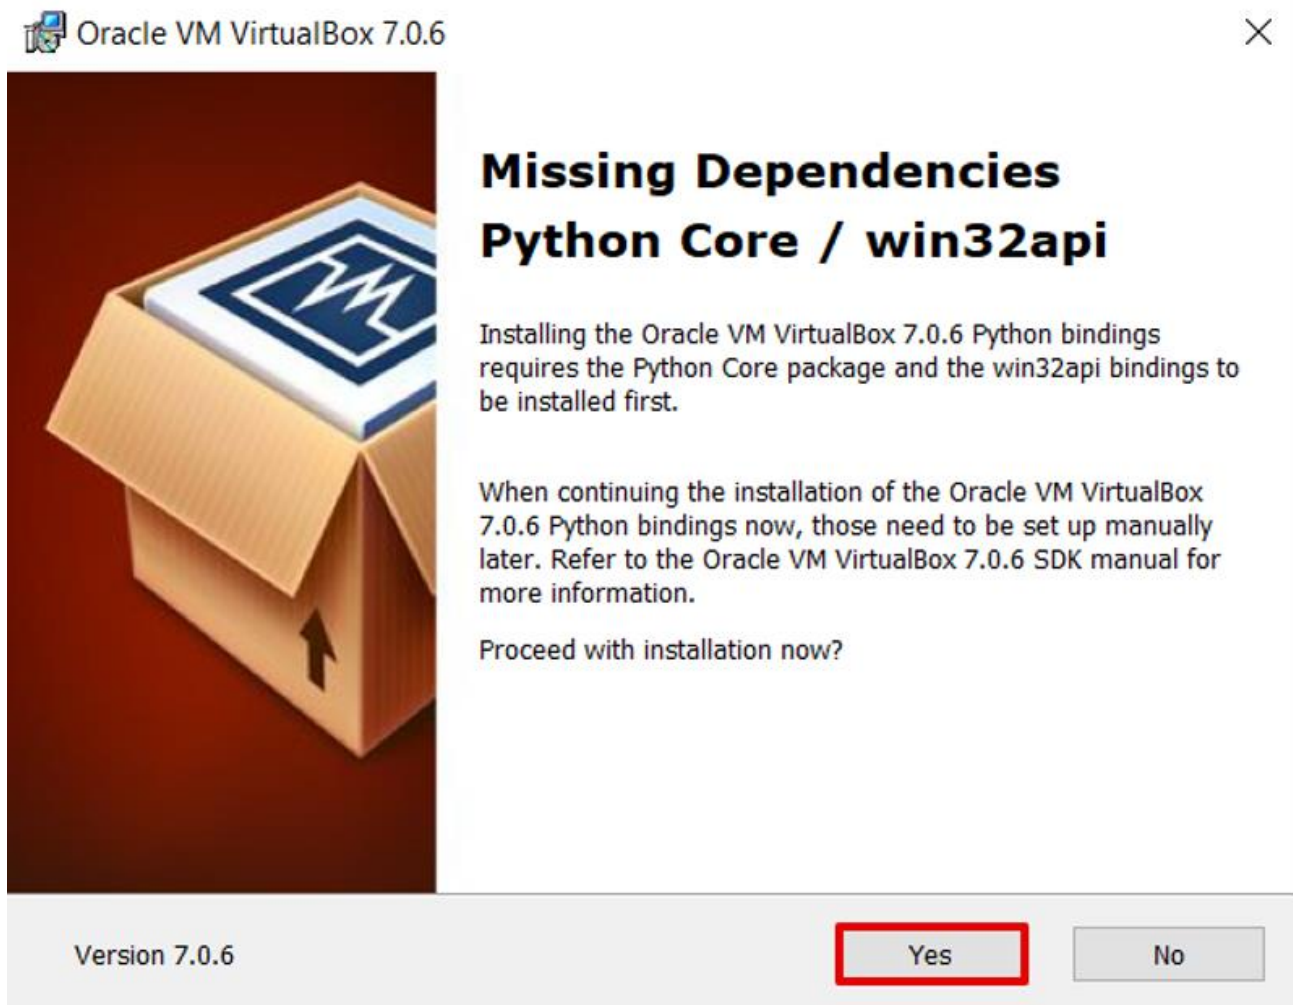 Oracle VM VirtualBox 7.0.6
Missing Dependencies
Python Core / win32api
Installing the Oracle VM VirtualBox 7.0.6 Python bindings
requires the Python Core package and the win32api bindings to
be installed first.
When continuing the installation of the Oracle VM VirtualBox
7.0.6 Python bindings now, those need to be set up manually
later. Refer to the Oracle VM VirtualBox 7.0.6 SDK manual for
more information.
Proceed with installation now?
Version 7.0.6
Yes
No